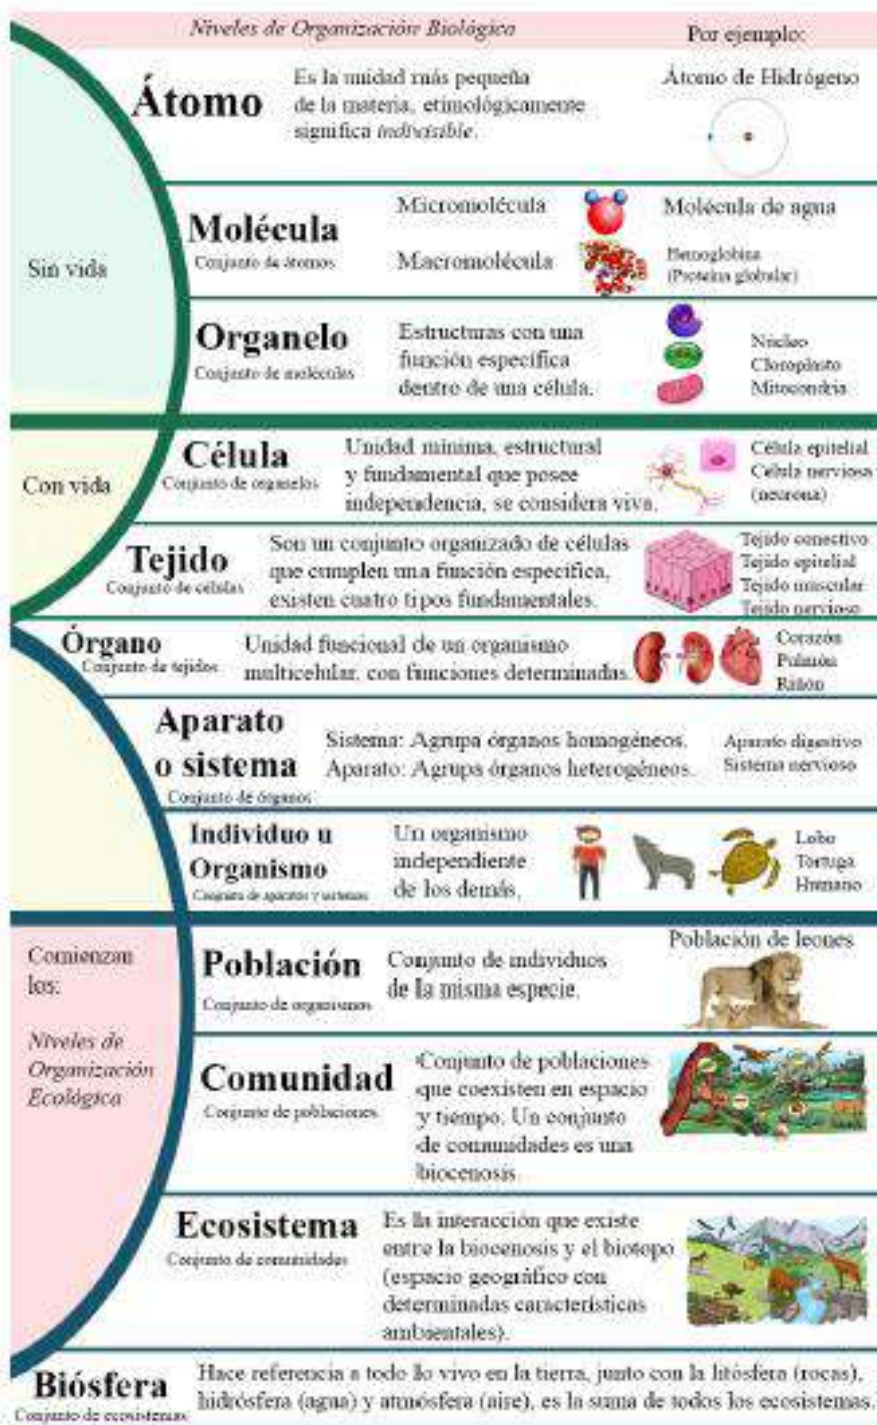 Niveles de Organización Biológica
Por ejemplo:
Sin vida
Átomo
Es la unidad más pequeña
de la materia, etimológicamente
significa indivisible.
Átomo de Hidrógeno
Molécula
Conjunto de átomos
Micromolécula
Molécula de agua
Macromolécula
Hemoglobina
(Proteína globular)
Organelo
Conjunto de moléculas
Estructuras con una
función específica
dentro de una célula.
Núcleo
Cloroplasto
Mitocondria
Con vida
Célula
Conjunto de organelos
Unidad mínima, estructural
y fundamental que posee
independencia, se considera viva.
Célula epitelial
Célula nerviosa
(neurona)
Tejido
Conjunto de células
Son un conjunto organizado de células
que cumplen una función específica,
existen cuatro tipos fundamentales.
Tejido conectivo
Tejido epitelial
Tejido muscular
Tejido nervioso
Órgano
Conjunto de tejidos
Unidad funcional de un organismo
multicelular, con funciones determinadas.
Corazón
Pulmón
Riñón
Aparato
o sistema
Conjunto de órganos
Sistema: Agrupa órganos homogéneos.
Aparato: Agrupa órganos heterogéneos.
Aparato digestivo
Sistema nervioso
Individuo u
Organismo
Conjunto de aparatos y sistemas
Un organismo
independiente
de los demás.
Lobo
Tortuga
Humano
Comienzan
los:
Niveles de
Organización
Ecológica
Población
Conjunto de organismos
Conjunto de individuos
de la misma especie.
Población de leones
Comunidad
Conjunto de poblaciones
Conjunto de poblaciones
que coexisten en espacio
y tiempo. Un conjunto
de comunidades es una
biocenosis.
Ecosistema
Conjunto de comunidades
Es la interacción que existe
entre la biocenosis y el biotopo
(espacio geográfico con
determinadas características
ambientales).
Biósfera
Conjunto de ecosistemas
Hace referencia a todo lo vivo en la tierra, junto con la litósfera (rocas),
hidrósfera (agua) y atmósfera (aire), es la suma de todos los ecosistemas.